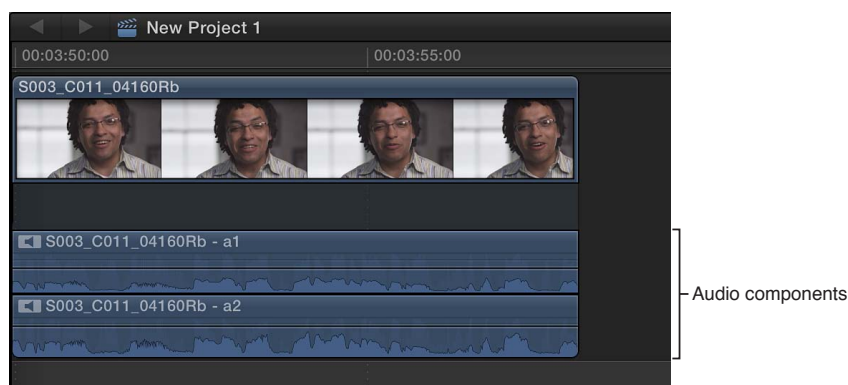 New Project 1
00:03:50:00
00:03:55:00
S003_C011_04160Rb
S003_C011_04160Rb - a1
S003_C011_04160Rb - a2
Audio components